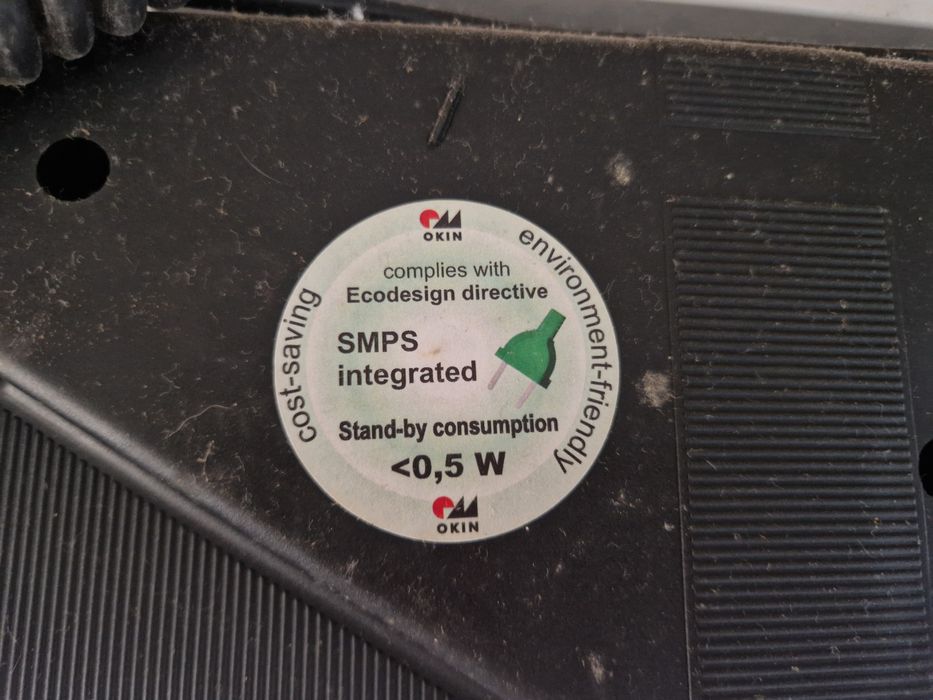 OKIN
complies with
Ecodesign directive
cost-saving
environment-friendly
SMPS
integrated
Stand-by consumption
<0,5 W
OKIN